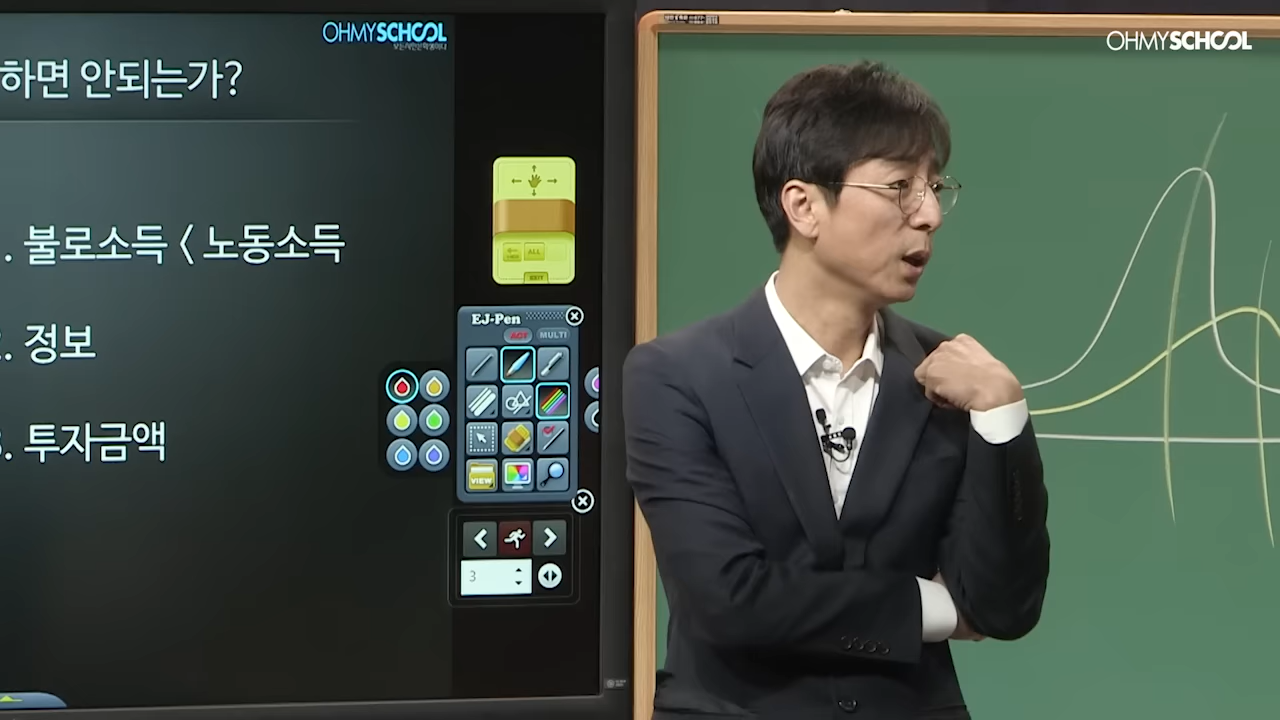 OHMYSCHOOL
하면 안되는가?
. 불로소득 < 노동소득
. 정보
3. 투자금액
ALL
EXIT
EJ-Pen
MULTI
VIEW
3
OHMYSCHOOL